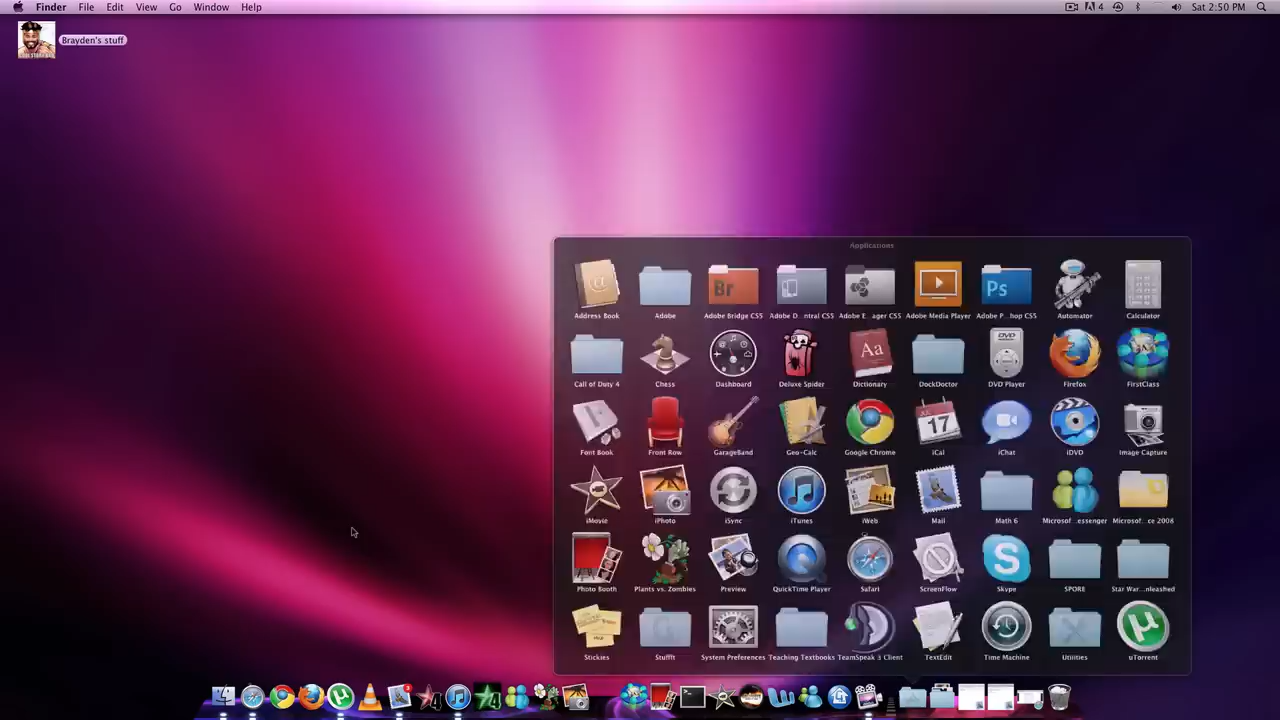 Finder File Edit View Go Window Help
4 Sat 2:50 PM
Brayden's stuff
Applications
Address Book Adobe Adobe Bridge CS5 Adobe D...ntral CS5 Adobe E...ager CS5 Adobe Media Player Adobe P...hop CS5 Automator Calculator
Call of Duty 4 Chess Dashboard Deluxe Spider Dictionary DockDoctor DVD Player Firefox FirstClass
Font Book Front Row GarageBand Geo-Calc Google Chrome iCal iChat iDVD Image Capture
iMovie iPhoto iSync iTunes iWeb Mail Math 6 Microsof...essenger Microsof...ce 2008
Photo Booth Plants vs. Zombies Preview QuickTime Player Safari ScreenFlow Skype SPORE Star War...nleashed
Stickies StuffIt System Preferences Teaching Textbooks TeamSpeak 3 Client TextEdit Time Machine Utilities uTorrent